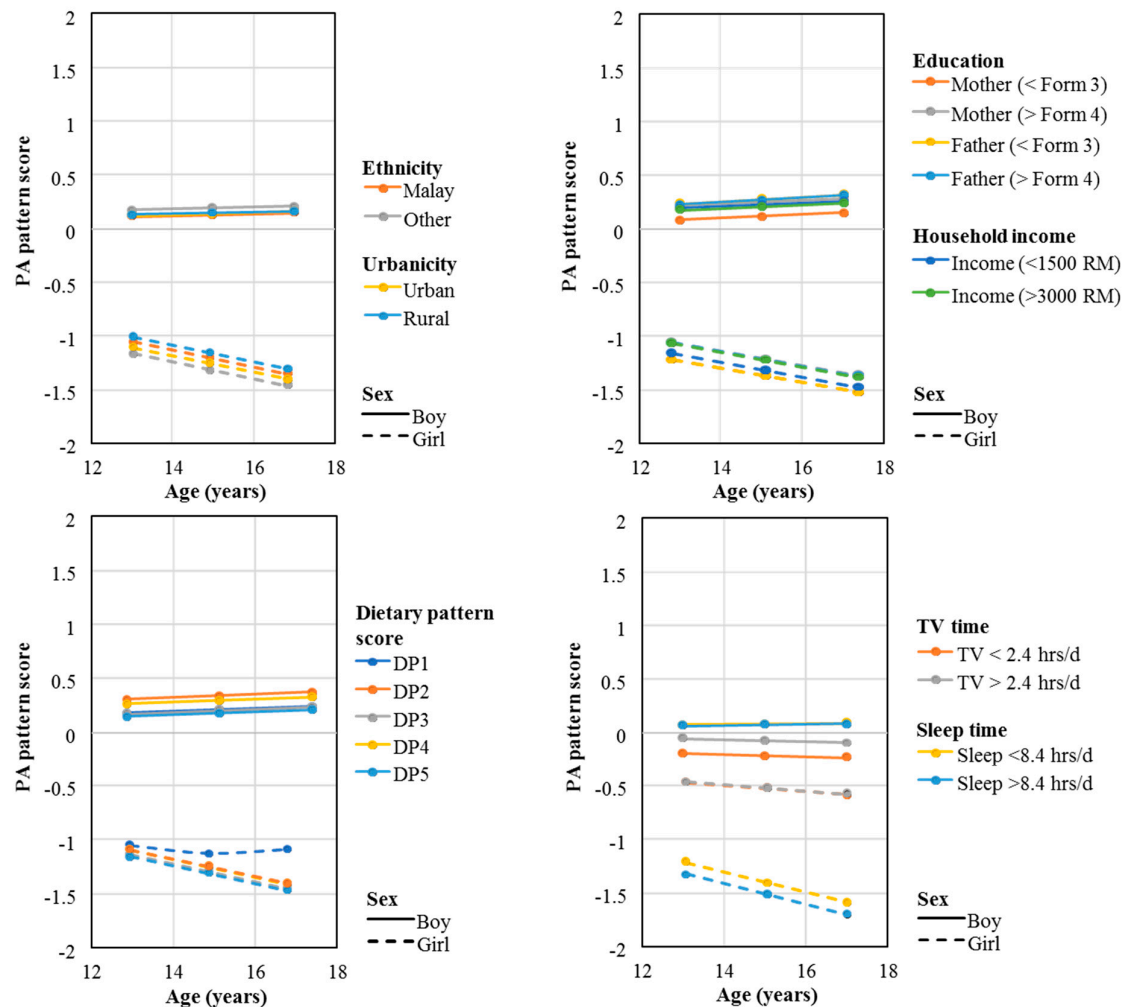 2
1.5
1
0.5
0
-0.5
-1
-1.5
-2
PA pattern score
12 14 16 18
Age (years)
Ethnicity
Malay
Other
Urbanicity
Urban
Rural
Sex
Boy
Girl
2
1.5
1
0.5
0
-0.5
-1
-1.5
-2
PA pattern score
12 14 16 18
Age (years)
Education
Mother (< Form 3)
Mother (> Form 4)
Father (< Form 3)
Father (> Form 4)
Household income
Income (<1500 RM)
Income (>3000 RM)
Sex
Boy
Girl
2
1.5
1
0.5
0
-0.5
-1
-1.5
-2
PA pattern score
12 14 16 18
Age (years)
Dietary pattern
score
DP1
DP2
DP3
DP4
DP5
Sex
Boy
Girl
2
1.5
1
0.5
0
-0.5
-1
-1.5
-2
PA pattern score
12 14 16 18
Age (years)
TV time
TV < 2.4 hrs/d
TV > 2.4 hrs/d
Sleep time
Sleep <8.4 hrs/d
Sleep >8.4 hrs/d
Sex
Boy
Girl